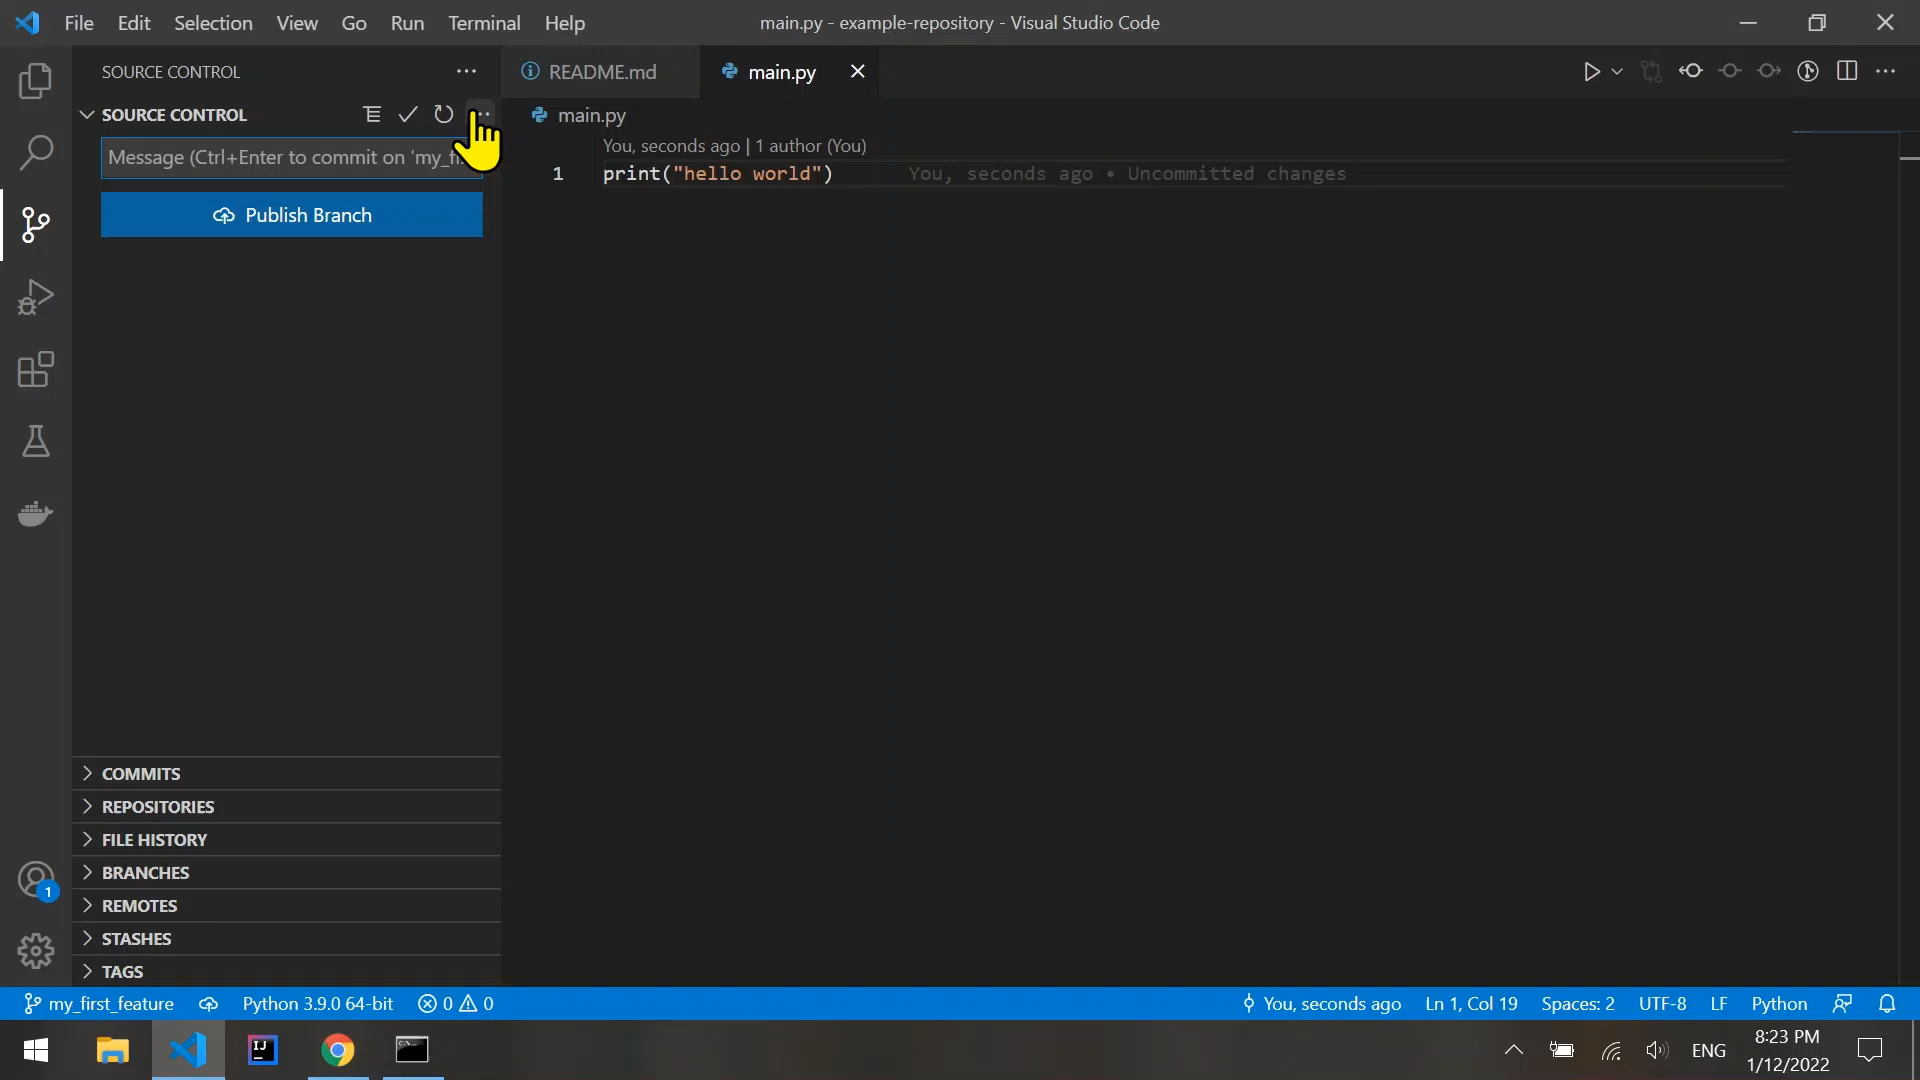 File Edit Selection View Go Run Terminal Help
main.py - example-repository - Visual Studio Code
SOURCE CONTROL
SOURCE CONTROL
Message (Ctrl+Enter to commit on 'my_fi
Publish Branch
README.md
main.py
main.py
You, seconds ago | 1 author (You)
1 print("hello world") You, seconds ago • Uncommitted changes
COMMITS
REPOSITORIES
FILE HISTORY
BRANCHES
REMOTES
STASHES
TAGS
1
my_first_feature Python 3.9.0 64-bit 0 0 You, seconds ago Ln 1, Col 19 Spaces: 2 UTF-8 LF Python
IJ
C:\
ENG
8:23 PM
1/12/2022